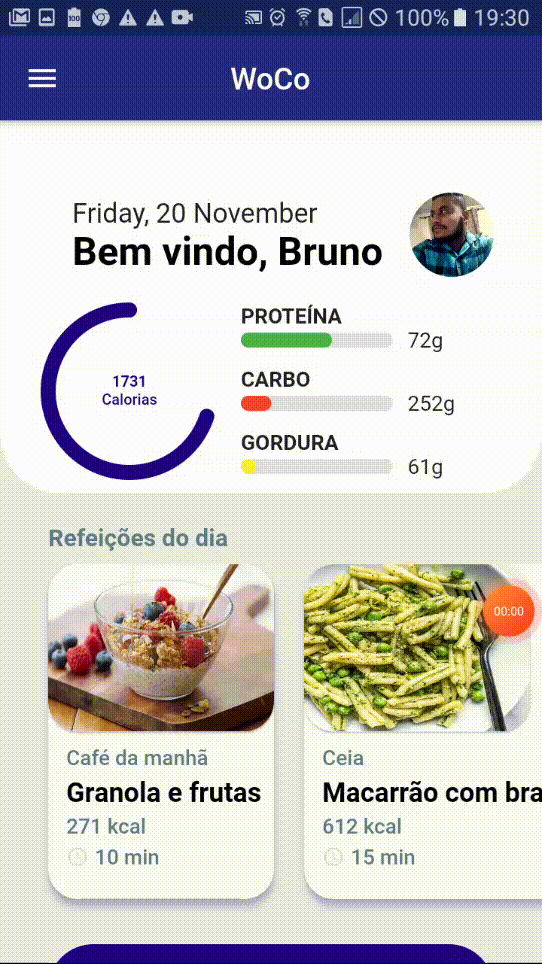 100% 19:30
WoCo
Friday, 20 November
Bem vindo, Bruno
1731
Calorias
PROTEÍNA
72g
CARBO
252g
GORDURA
61g
Refeições do dia
00:00
Café da manhã
Granola e frutas
271 kcal
10 min
Ceia
Macarrão com bra
612 kcal
15 min